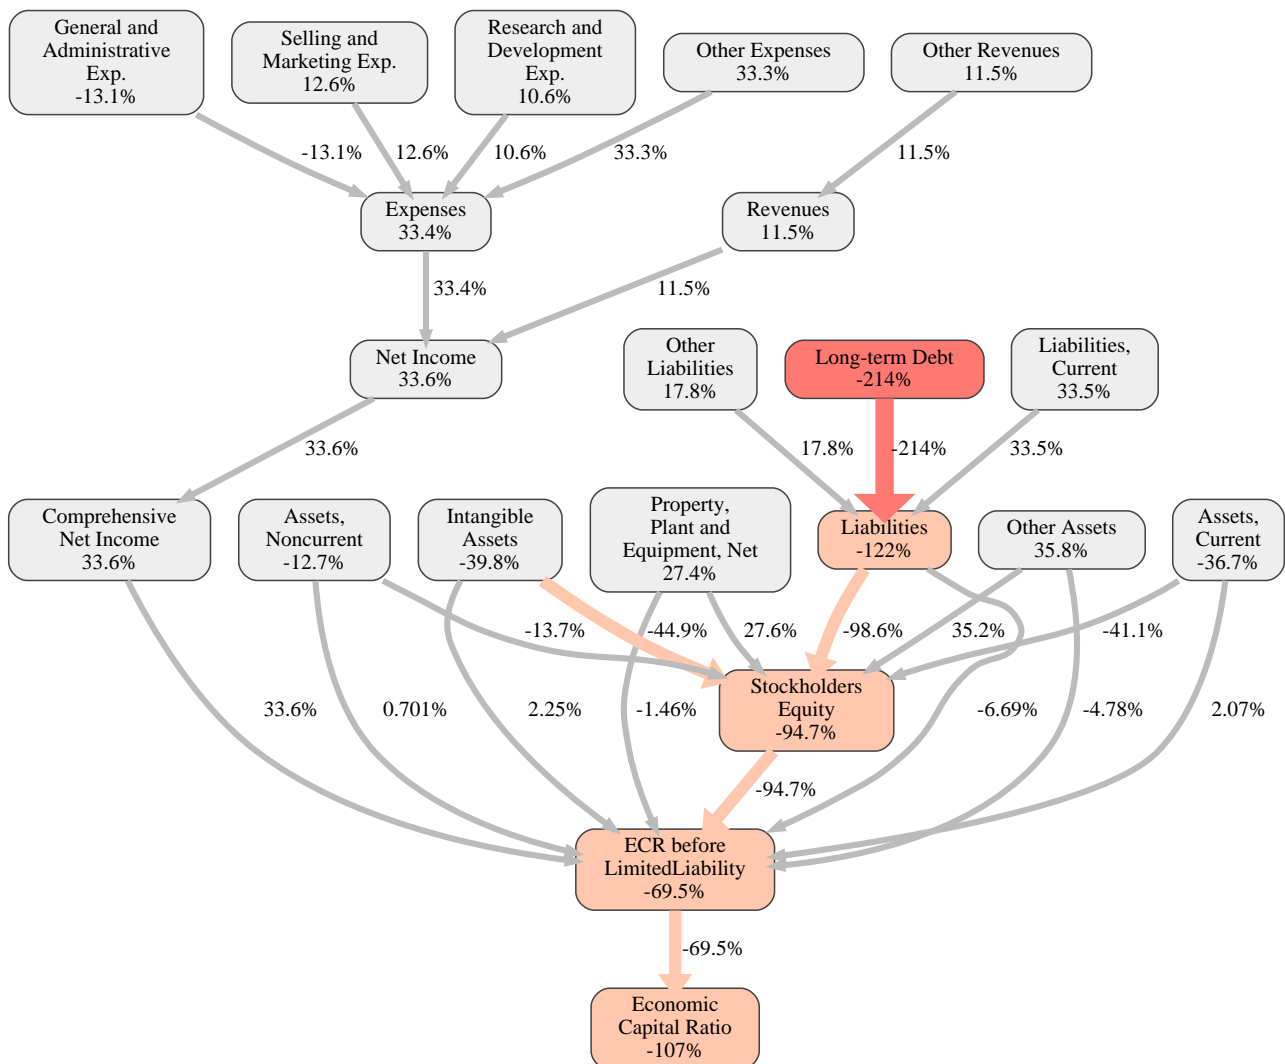 General and
Administrative
Exp.
-13.1%
Selling and
Marketing Exp.
12.6%
Research and
Development
Exp.
10.6%
Other Expenses
33.3%
Other Revenues
11.5%
-13.1%
12.6%
10.6%
33.3%
11.5%
Expenses
33.4%
Revenues
11.5%
33.4%
11.5%
Net Income
33.6%
Other
Liabilities
17.8%
Long-term Debt
-214%
Liabilities,
Current
33.5%
33.6%
17.8%
-214%
33.5%
Comprehensive
Net Income
33.6%
Assets,
Noncurrent
-12.7%
Intangible
Assets
-39.8%
Property,
Plant and
Equipment, Net
27.4%
Liabilities
-122%
Other Assets
35.8%
Assets,
Current
-36.7%
-13.7%
-44.9%
27.6%
-98.6%
35.2%
-41.1%
Stockholders
Equity
-94.7%
33.6%
0.701%
2.25%
-1.46%
-6.69%
-4.78%
2.07%
-94.7%
ECR before
LimitedLiability
-69.5%
-69.5%
Economic
Capital Ratio
-107%